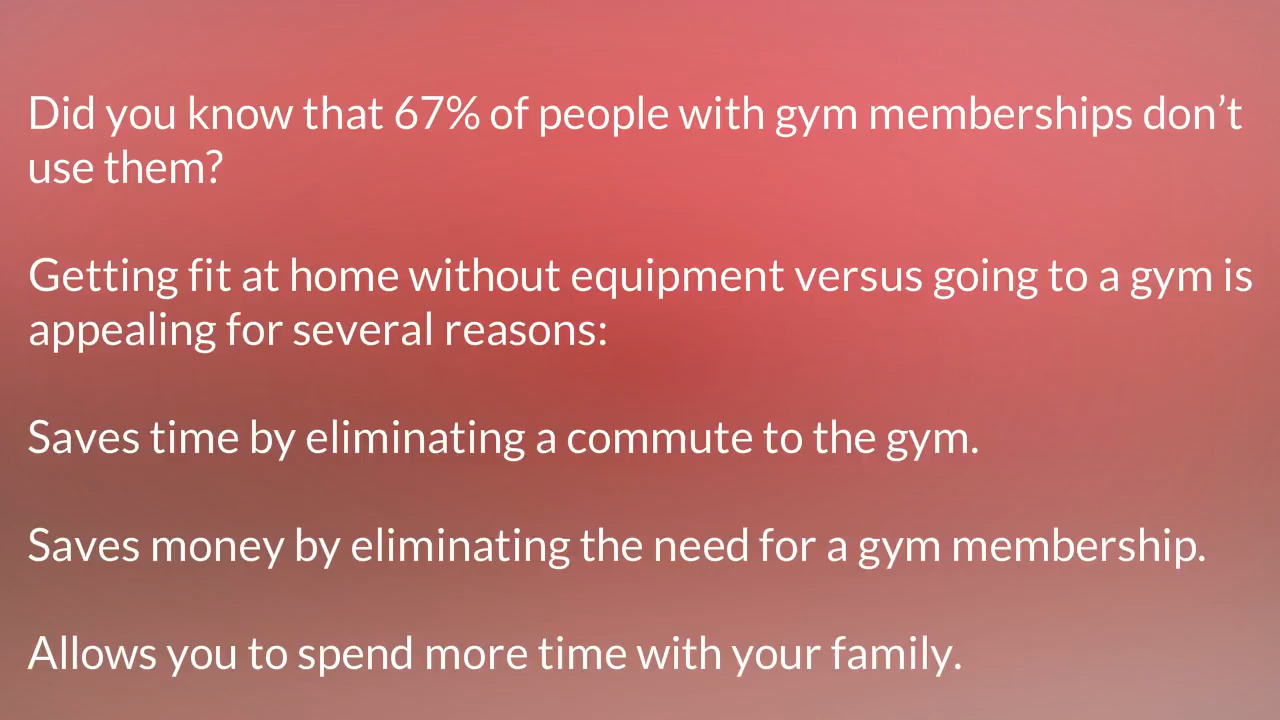 Did you know that 67% of people with gym memberships don’t
use them?
Getting fit at home without equipment versus going to a gym is
appealing for several reasons:
Saves time by eliminating a commute to the gym.
Saves money by eliminating the need for a gym membership.
Allows you to spend more time with your family.